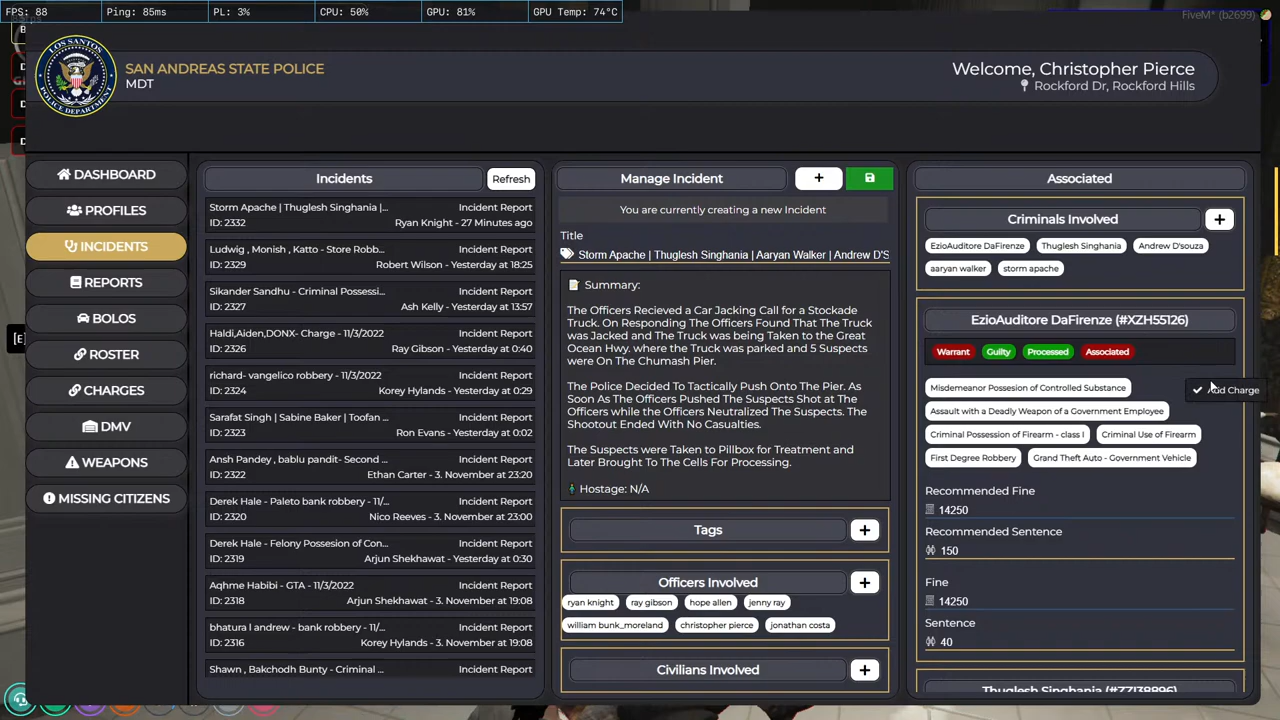 FPS: 88 Ping: 85ms PL: 3% CPU: 50% GPU: 81% GPU Temp: 74°C
FiveM* (b2699)
LOS SANTOS
POLICE DEPARTMENT
SAN ANDREAS STATE POLICE
MDT
Welcome, Christopher Pierce
Rockford Dr, Rockford Hills
DASHBOARD
PROFILES
INCIDENTS
REPORTS
BOLOS
ROSTER
CHARGES
DMV
WEAPONS
MISSING CITIZENS
[E]
Incidents Refresh
Storm Apache | Thuglesh Singhania |... Incident Report
ID: 2332 Ryan Knight - 27 Minutes ago
Ludwig , Monish , Katto - Store Robb... Incident Report
ID: 2329 Robert Wilson - Yesterday at 18:25
Sikander Sandhu - Criminal Possessi... Incident Report
ID: 2327 Ash Kelly - Yesterday at 13:57
Haldi,Aiden,DONX- Charge - 11/3/2022 Incident Report
ID: 2326 Ray Gibson - Yesterday at 0:40
richard- vangelico robbery - 11/3/202... Incident Report
ID: 2324 Korey Hylands - Yesterday at 0:29
Sarafat Singh | Sabine Baker | Toofan ... Incident Report
ID: 2323 Ron Evans - Yesterday at 0:02
Ansh Pandey , bablu pandit- Second ... Incident Report
ID: 2322 Ethan Carter - 3. November at 23:20
Derek Hale - Paleto bank robbery - 11/... Incident Report
ID: 2320 Nico Reeves - 3. November at 23:00
Derek Hale - Felony Possesion of Con... Incident Report
ID: 2319 Arjun Shekhawat - Yesterday at 0:30
Aqhme Habibi - GTA - 11/3/2022 Incident Report
ID: 2318 Arjun Shekhawat - 3. November at 19:08
bhatura l andrew - bank robbery - 11/... Incident Report
ID: 2316 Korey Hylands - 3. November at 19:08
Shawn , Bakchodh Bunty - Criminal ... Incident Report
Manage Incident
You are currently creating a new Incident
Title
Storm Apache | Thuglesh Singhania | Aaryan Walker | Andrew D'S
Summary:
The Officers Recieved a Car Jacking Call for a Stockade
Truck. On Responding The Officers Found That The Truck
was Jacked and The Truck was being Taken to the Great
Ocean Hwy. where the Truck was parked and 5 Suspects
were On The Chumash Pier.
The Police Decided To Tactically Push Onto The Pier. As
Soon As The Officers Pushed The Suspects Shot at The
Officers while the Officers Neutralized The Suspects. The
Shootout Ended With No Casualties.
The Suspects were Taken to Pillbox for Treatment and
Later Brought To The Cells For Processing.
Hostage: N/A
Tags
Officers Involved
ryan knight ray gibson hope allen jenny ray
william bunk_moreland christopher pierce jonathan costa
Civilians Involved
Associated
Criminals Involved
EzioAuditore DaFirenze Thuglesh Singhania Andrew D'souza
aaryan walker storm apache
EzioAuditore DaFirenze (#XZH55126)
Warrant Guilty Processed Associated
Misdemeanor Possesion of Controlled Substance
Add Charge
Assault with a Deadly Weapon of a Government Employee
Criminal Possession of Firearm - class I Criminal Use of Firearm
First Degree Robbery Grand Theft Auto - Government Vehicle
Recommended Fine
14250
Recommended Sentence
150
Fine
14250
Sentence
40
Thuglesh Singhania (#ZZI38896)